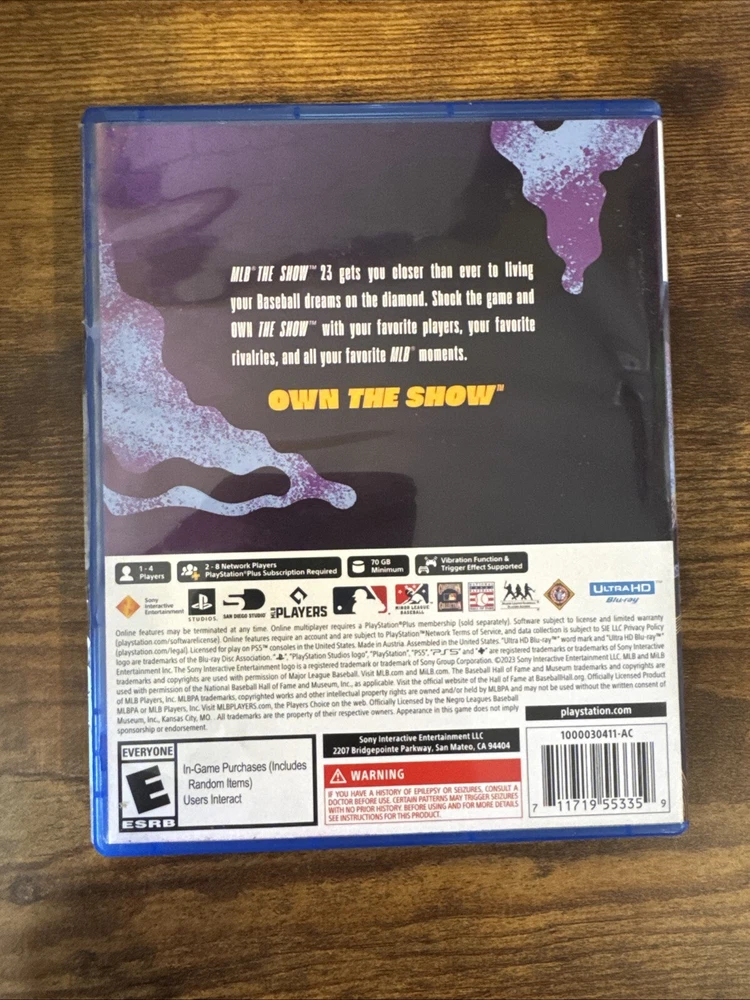 MLB® THE SHOW™ 23 gets you closer than ever to living
your Baseball dreams on the diamond. Shock the game and
OWN THE SHOW™ with your favorite players, your favorite
rivalries, and all your favorite MLB® moments.
OWN THE SHOW™
1 - 4
Players
2 - 8 Network Players
PlayStation®Plus Subscription Required
70 GB
Minimum
Vibration Function &
Trigger Effect Supported
Sony
Interactive
Entertainment
STUDIOS
SAN DIEGO STUDIO
MLB PLAYERS
MINOR LEAGUE
BASEBALL
ULTRA HD
Blu-ray™
Online features may be terminated at any time. Online multiplayer requires a PlayStation®Plus membership (sold separately). Software subject to license and limited warranty
(playstation.com/softwarelicense). Online features require an account and are subject to PlayStation™Network Terms of Service, and data collection is subject to SIE LLC Privacy Policy
(playstation.com/legal). Licensed for play on PS5™ consoles in the United States. Made in Austria. Assembled in the United States. "Ultra HD Blu-ray™" word mark and "Ultra HD Blu-ray™"
logo are trademarks of the Blu-ray Disc Association. "PS", "PlayStation Studios logo", "PlayStation", "PS5", "PS5" and "" are registered trademarks or trademarks of Sony Interactive
Entertainment Inc. The Sony Interactive Entertainment logo is a registered trademark or trademark of Sony Group Corporation. ©2023 Sony Interactive Entertainment LLC. MLB and MiLB
trademarks and copyrights are used with permission of Major League Baseball. Visit MLB.com and MiLB.com. The Baseball Hall of Fame and Museum trademarks and copyrights are
used with permission of the National Baseball Hall of Fame and Museum, Inc., as applicable. Visit the official website of the Hall of Fame at BaseballHall.org. Officially Licensed Product
of MLB Players, Inc. MLBPA trademarks, copyrighted works and other intellectual property rights are owned and/or held by MLBPA and may not be used without the written consent of
MLBPA or MLB Players, Inc. Visit MLBPLAYERS.com, the Players Choice on the web. Officially Licensed by the Negro Leagues Baseball
Museum, Inc., Kansas City, MO. All trademarks are the property of their respective owners. Appearance in this game does not imply
sponsorship or endorsement.
playstation.com
EVERYONE
E
ESRB
In-Game Purchases (Includes
Random Items)
Users Interact
Sony Interactive Entertainment LLC
2207 Bridgepointe Parkway, San Mateo, CA 94404
WARNING
IF YOU HAVE A HISTORY OF EPILEPSY OR SEIZURES, CONSULT A
DOCTOR BEFORE USE. CERTAIN PATTERNS MAY TRIGGER SEIZURES
WITH NO PRIOR HISTORY. BEFORE USING AND FOR MORE DETAILS
SEE INSTRUCTIONS FOR THIS PRODUCT.
1000030411-AC
7 11719 55335 9